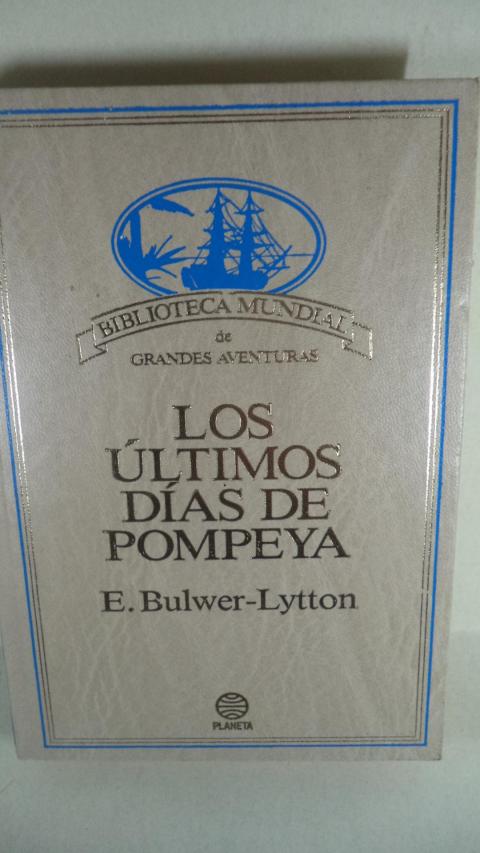 BIBLIOTECA MUNDIAL
de
GRANDES AVENTURAS
LOS
ÚLTIMOS
DÍAS DE
POMPEYA
E. Bulwer-Lytton
PLANETA